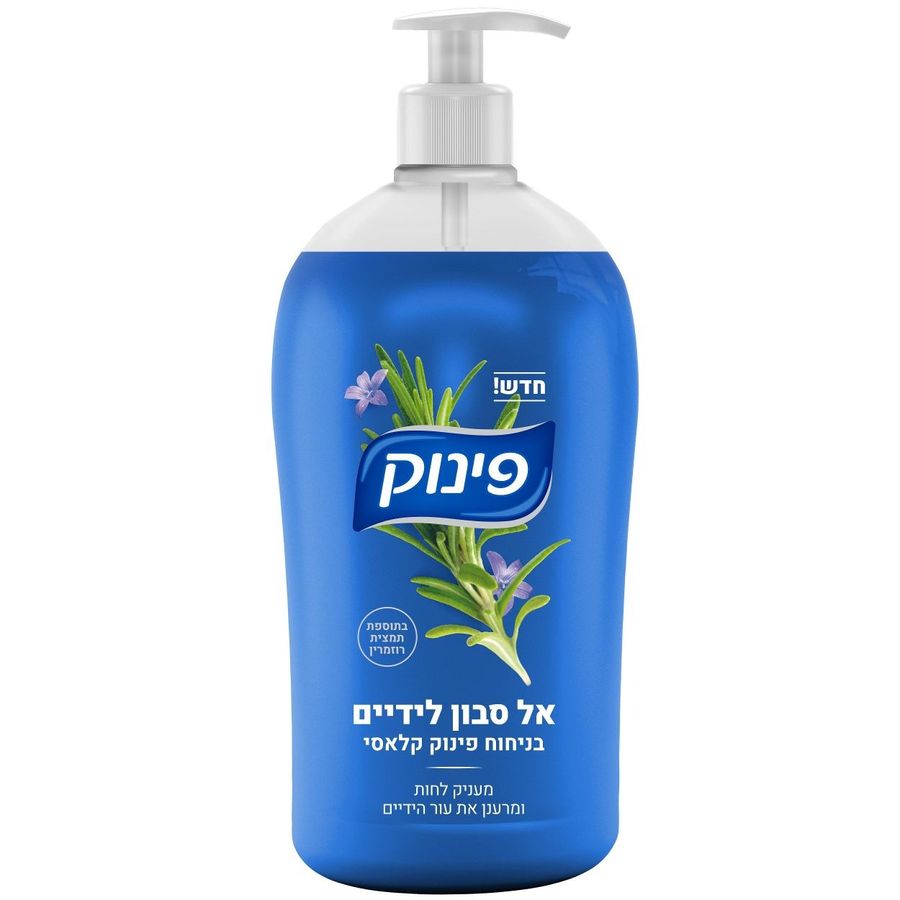 חדש!
פינוק
בתוספת
תמצית
רוזמרין
אל סבון לידיים
בניחוח פינוק קלאסי
מעניק לחות
ומרענן את עור הידיים